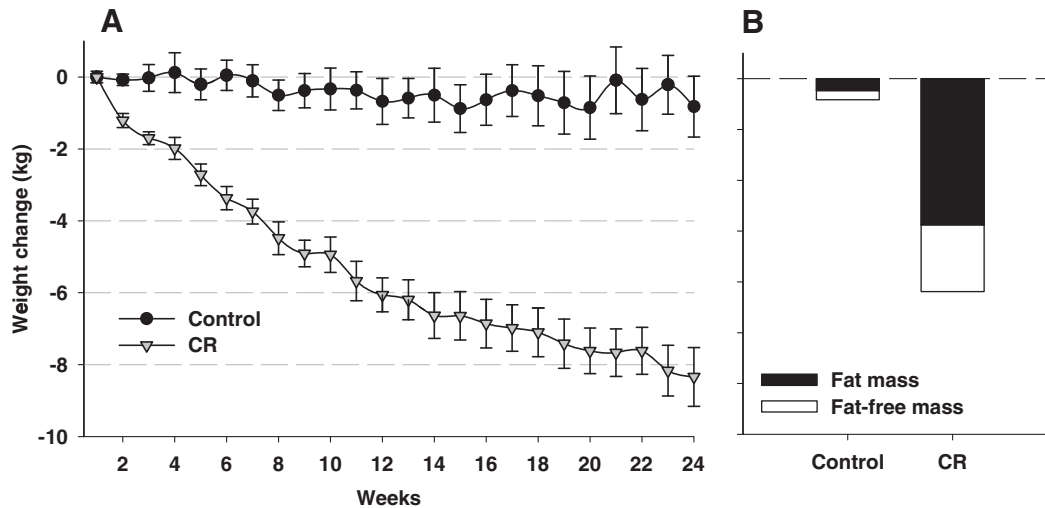 A
B
0
-2
-4
-6
-8
-10
Weight change (kg)
Control
CR
2 4 6 8 10 12 14 16 18 20 22 24
Weeks
Fat mass
Fat-free mass
Control CR